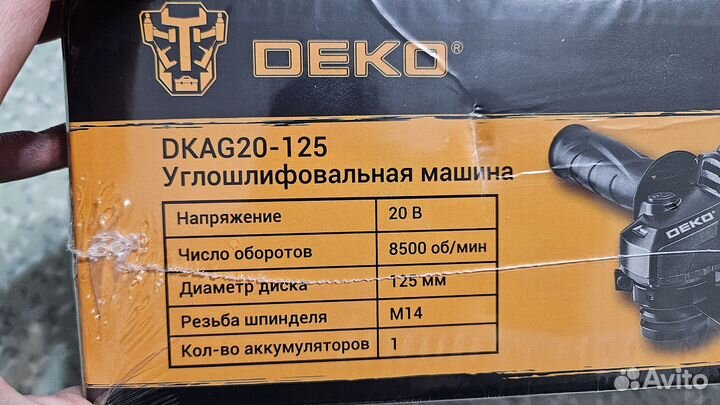 DEKO®
DKAG20-125
Углошлифовальная машина
Напряжение 20 В
Число оборотов 8500 об/мин
Диаметр диска 125 мм
Резьба шпинделя М14
Кол-во аккумуляторов 1
DEKO
Avito